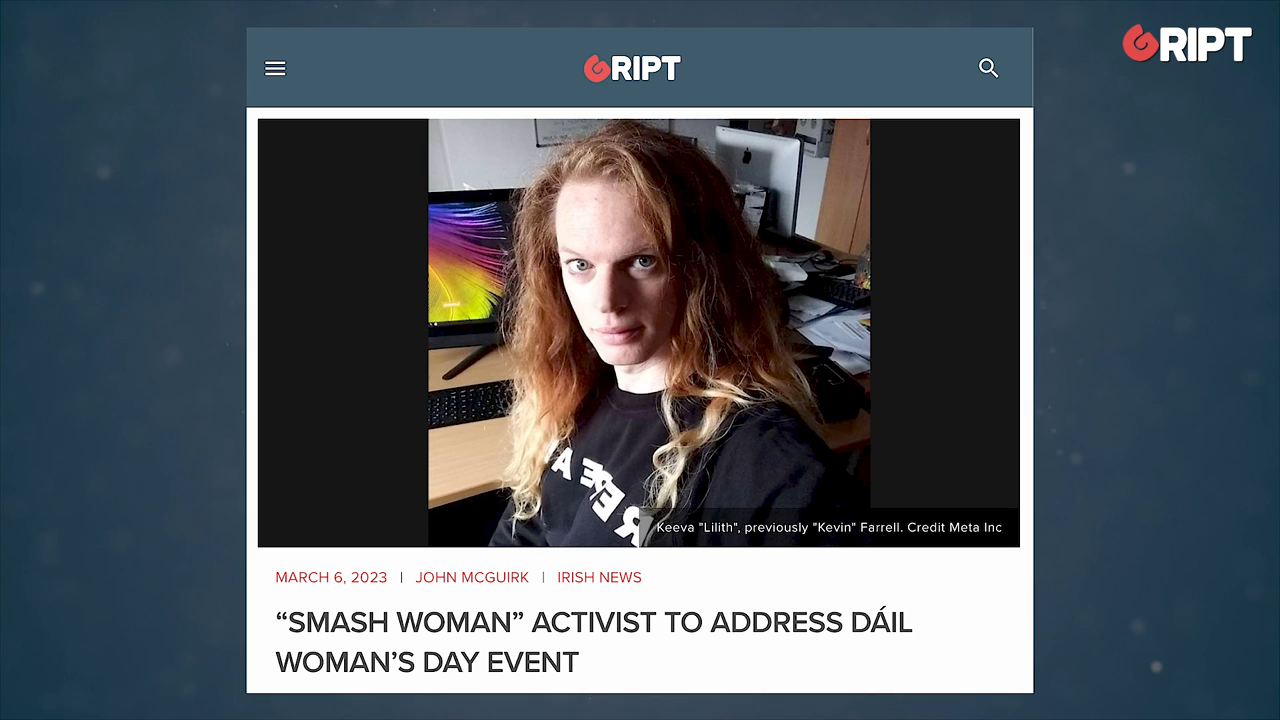 GRIPT
GRIPT
REPEA
Keeva "Lilith", previously "Kevin" Farrell. Credit Meta Inc
MARCH 6, 2023 | JOHN MCGUIRK | IRISH NEWS
“SMASH WOMAN” ACTIVIST TO ADDRESS DÁIL
WOMAN’S DAY EVENT